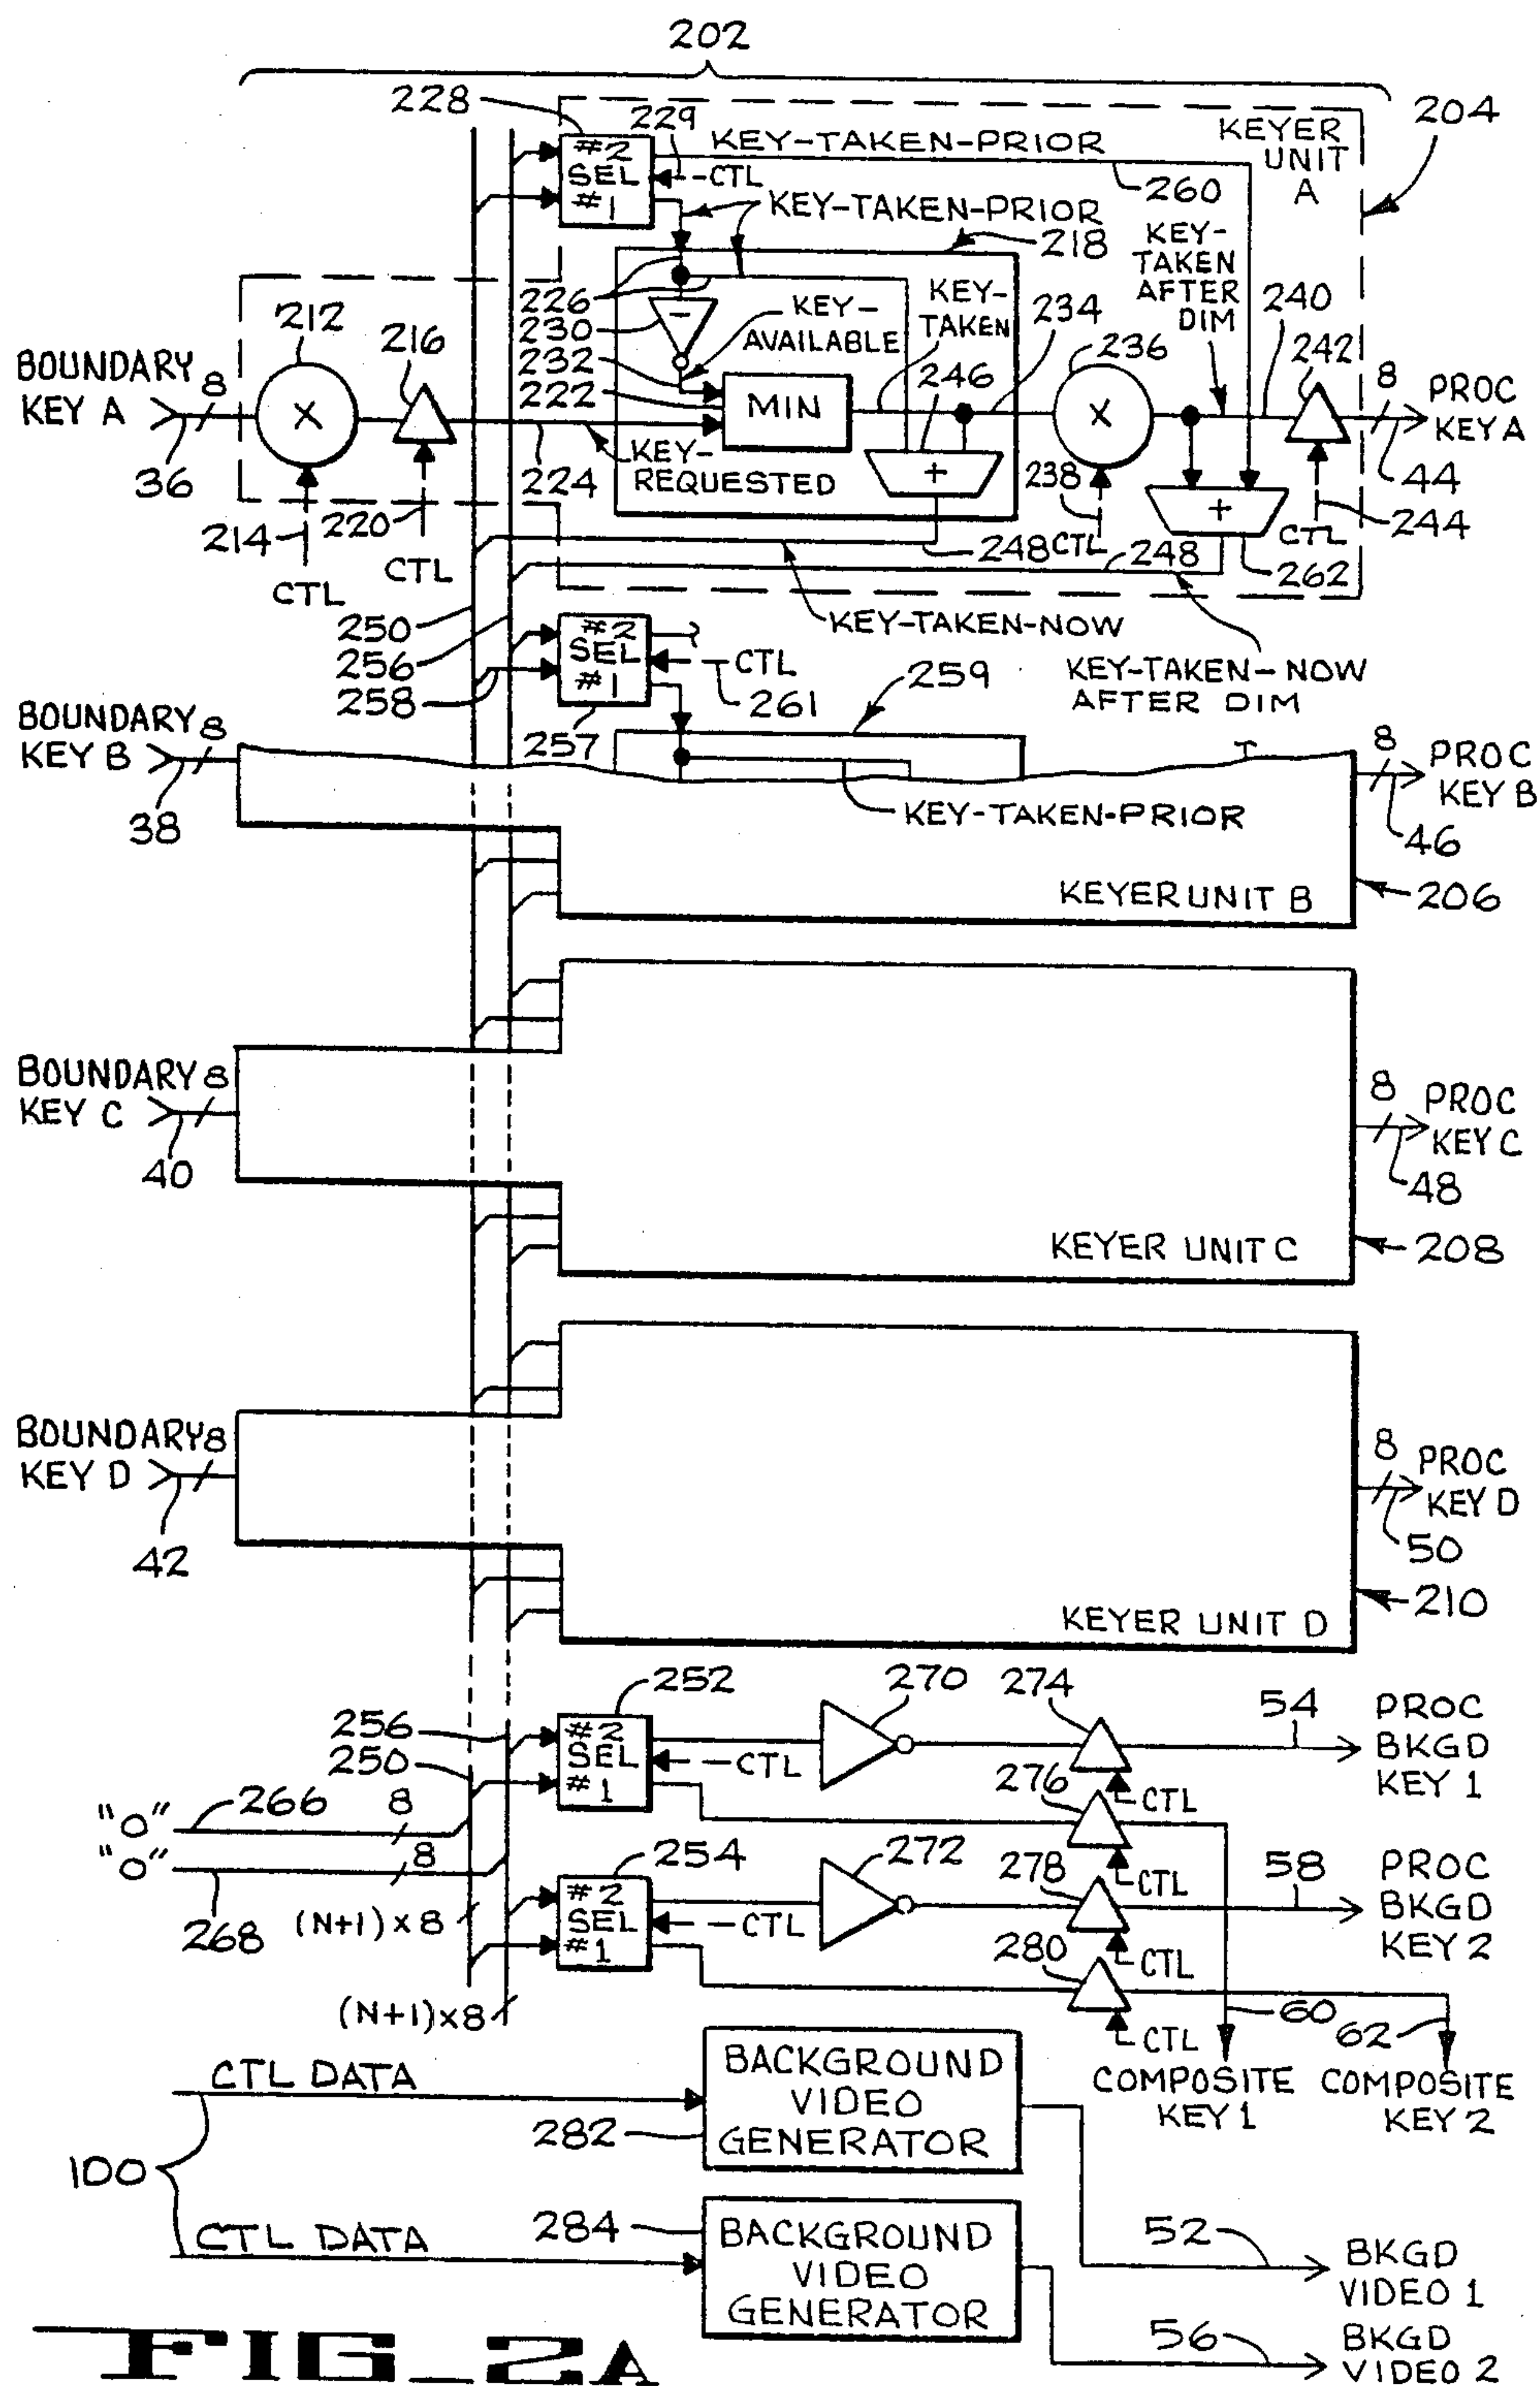 202
228
229
KEY-TAKEN-PRIOR
KEYER
UNIT
A
204
#2
SEL
#1
CTL
260
KEY-TAKEN-PRIOR
218
KEY-
TAKEN
AFTER
DIM
240
226
230
KEY-
AVAILABLE
KEY-
TAKEN
234
212
216
236
242
BOUNDARY
KEY A
8
X
232
222
MIN
246
X
8
PROC
KEY A
36
224
KEY-
REQUESTED
+
238
+
44
214
220
248
CTL
248
262
CTL
244
CTL
CTL
250
256
258
#2
SEL
#1
CTL
261
KEY-TAKEN-NOW
KEY-TAKEN-NOW
AFTER DIM
259
257
BOUNDARY
KEY B
8
8
PROC
KEY B
38
KEY-TAKEN-PRIOR
46
KEYER UNIT B
206
BOUNDARY
KEY C
8
8
PROC
KEY C
40
48
KEYER UNIT C
208
BOUNDARY
KEY D
8
8
PROC
KEY D
42
50
KEYER UNIT D
210
252
270
274
54
PROC
BKGD
KEY 1
256
250
#2
SEL
#1
CTL
276
CTL
"0"
266
8
"0"
8
268
254
272
278
CTL
58
PROC
BKGD
KEY 2
(N+1)×8
#2
SEL
#1
CTL
280
CTL
(N+1)×8
CTL
60
62
COMPOSITE
KEY 1
COMPOSITE
KEY 2
CTL DATA
BACKGROUND
VIDEO
GENERATOR
282
100
CTL DATA
284
BACKGROUND
VIDEO
GENERATOR
52
BKGD
VIDEO 1
56
BKGD
VIDEO 2
FIG_2A